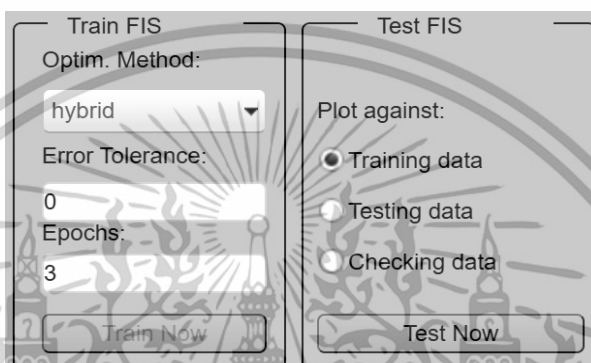 Train FIS
Optim. Method:
hybrid
Error Tolerance:
0
Epochs:
3
Train Now
Test FIS
Plot against:
Training data
Testing data
Checking data
Test Now